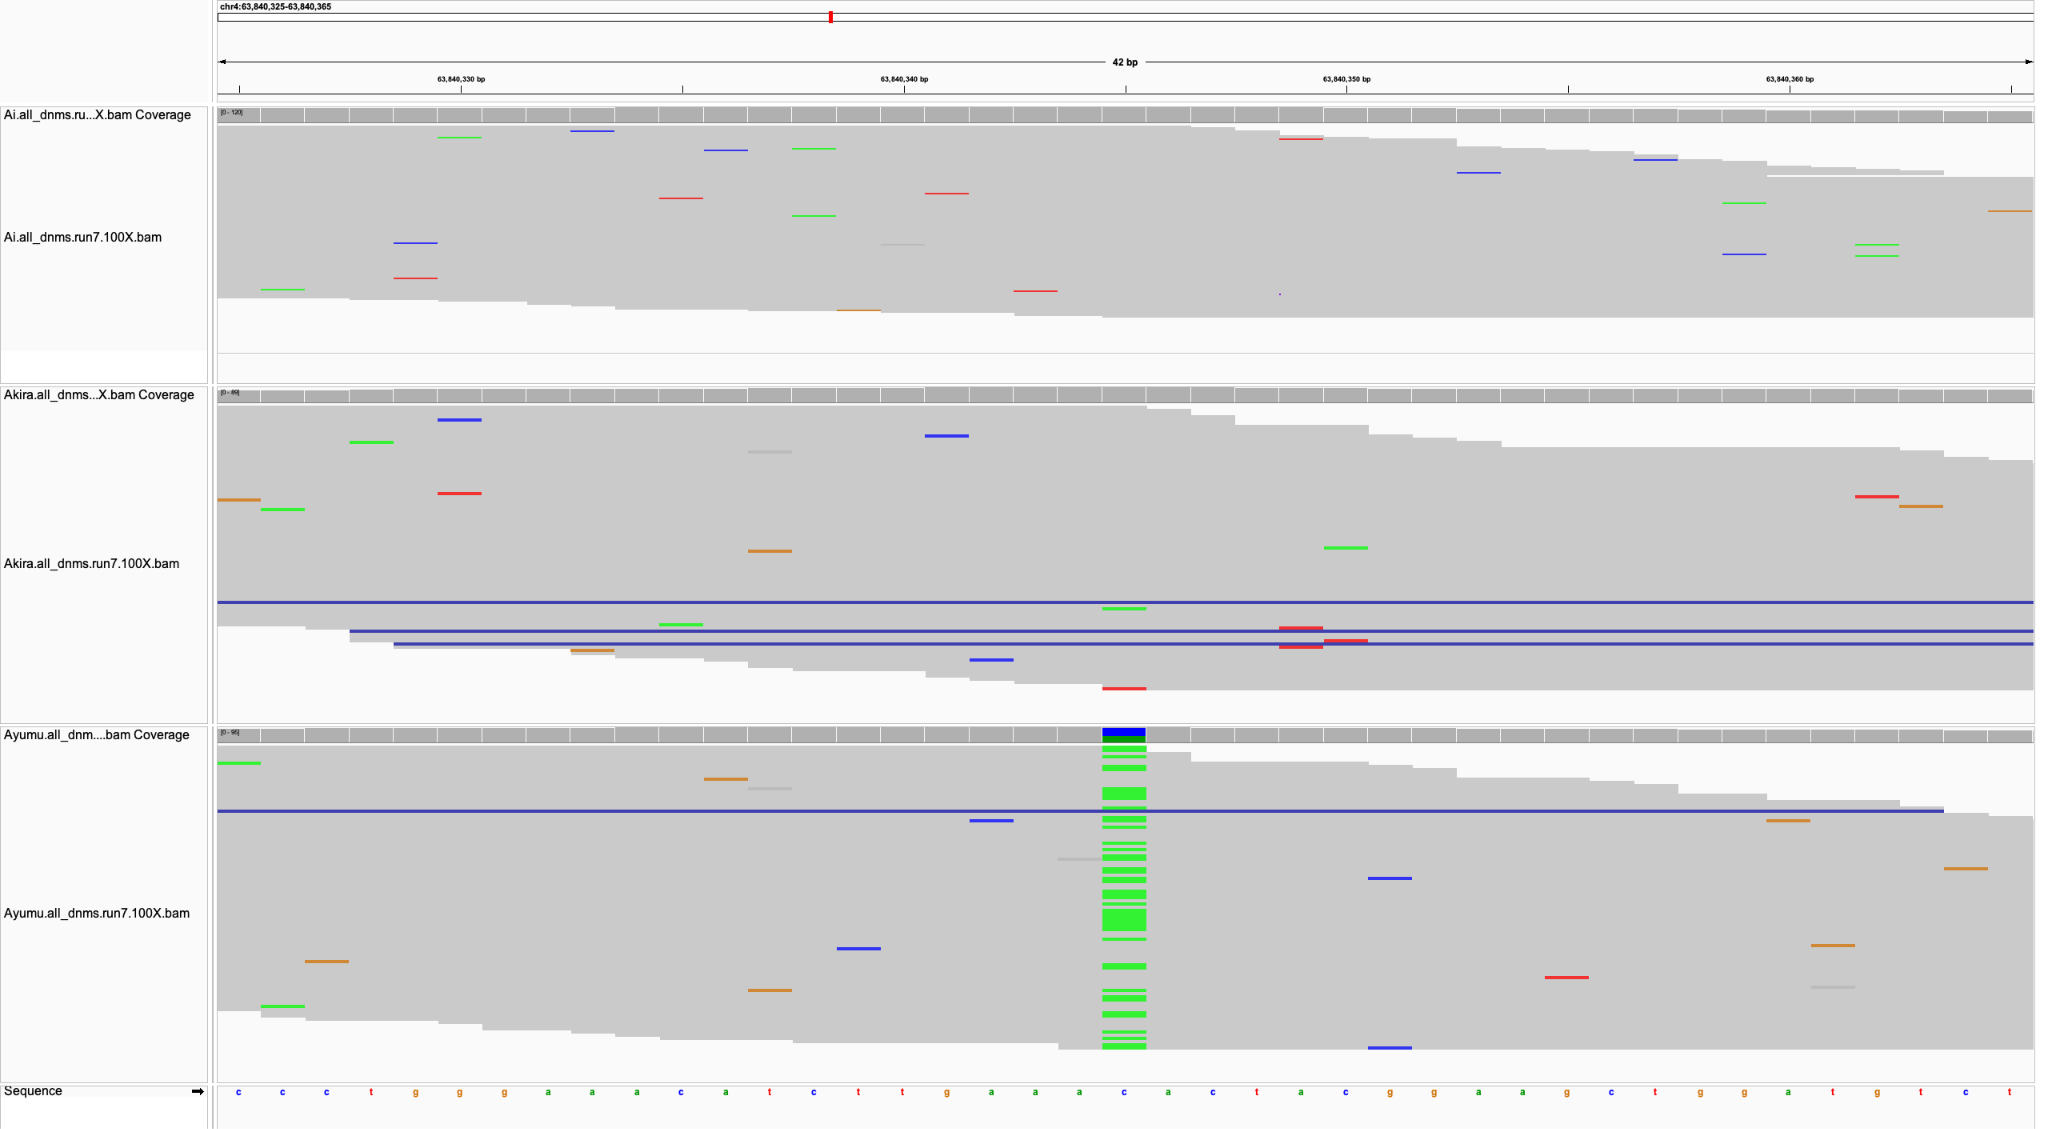 chr4:63,840,325-63,840,365
42 bp
63,840,330 bp 63,840,340 bp 63,840,350 bp 63,840,360 bp
Ai.all_dnms.ru...X.bam Coverage
[0 - 120]
Ai.all_dnms.run7.100X.bam
Akira.all_dnms...X.bam Coverage
[0 - 89]
Akira.all_dnms.run7.100X.bam
Ayumu.all_dnm....bam Coverage
[0 - 95]
Ayumu.all_dnms.run7.100X.bam
Sequence c c c t g g g a a a c a t c t t g a a a c a c t a c g g a a g c t g g a t g t c t